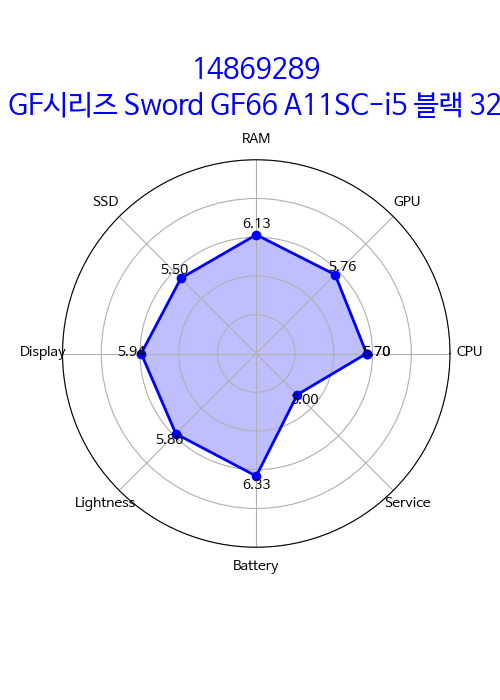 14869289
GF시리즈 Sword GF66 A11SC-i5 블랙 32
RAM
SSD
GPU
6.13
5.50
5.76
Display
5.94
5.70
CPU
3.00
5.86
6.33
Lightness
Service
Battery